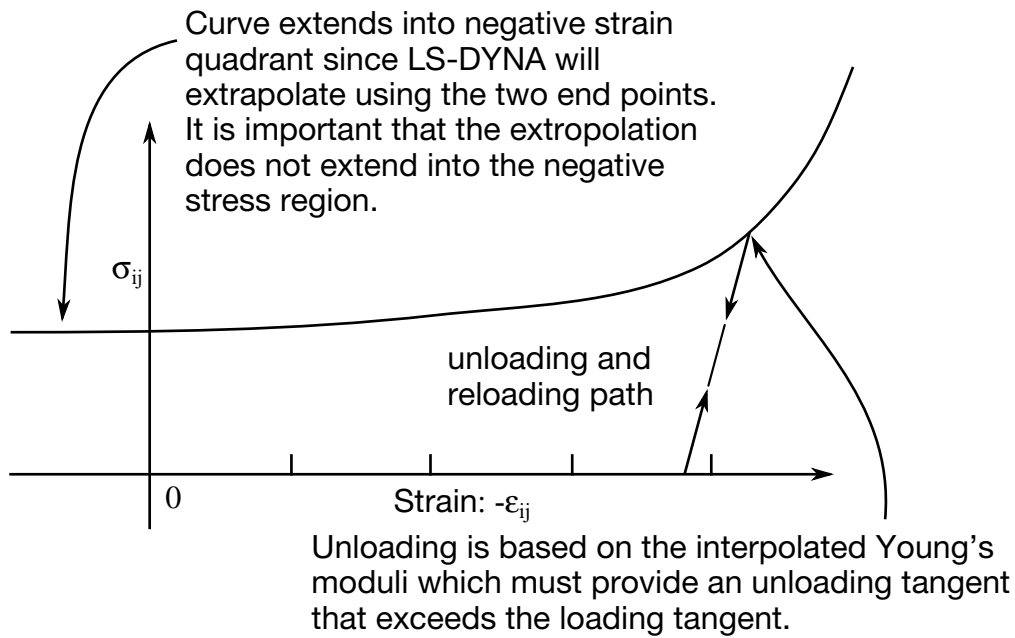 Curve extends into negative strain
quadrant since LS-DYNA will
extrapolate using the two end points.
It is important that the extropolation
does not extend into the negative
stress region.
σij
unloading and
reloading path
0
Strain: -εij
Unloading is based on the interpolated Young's
moduli which must provide an unloading tangent
that exceeds the loading tangent.